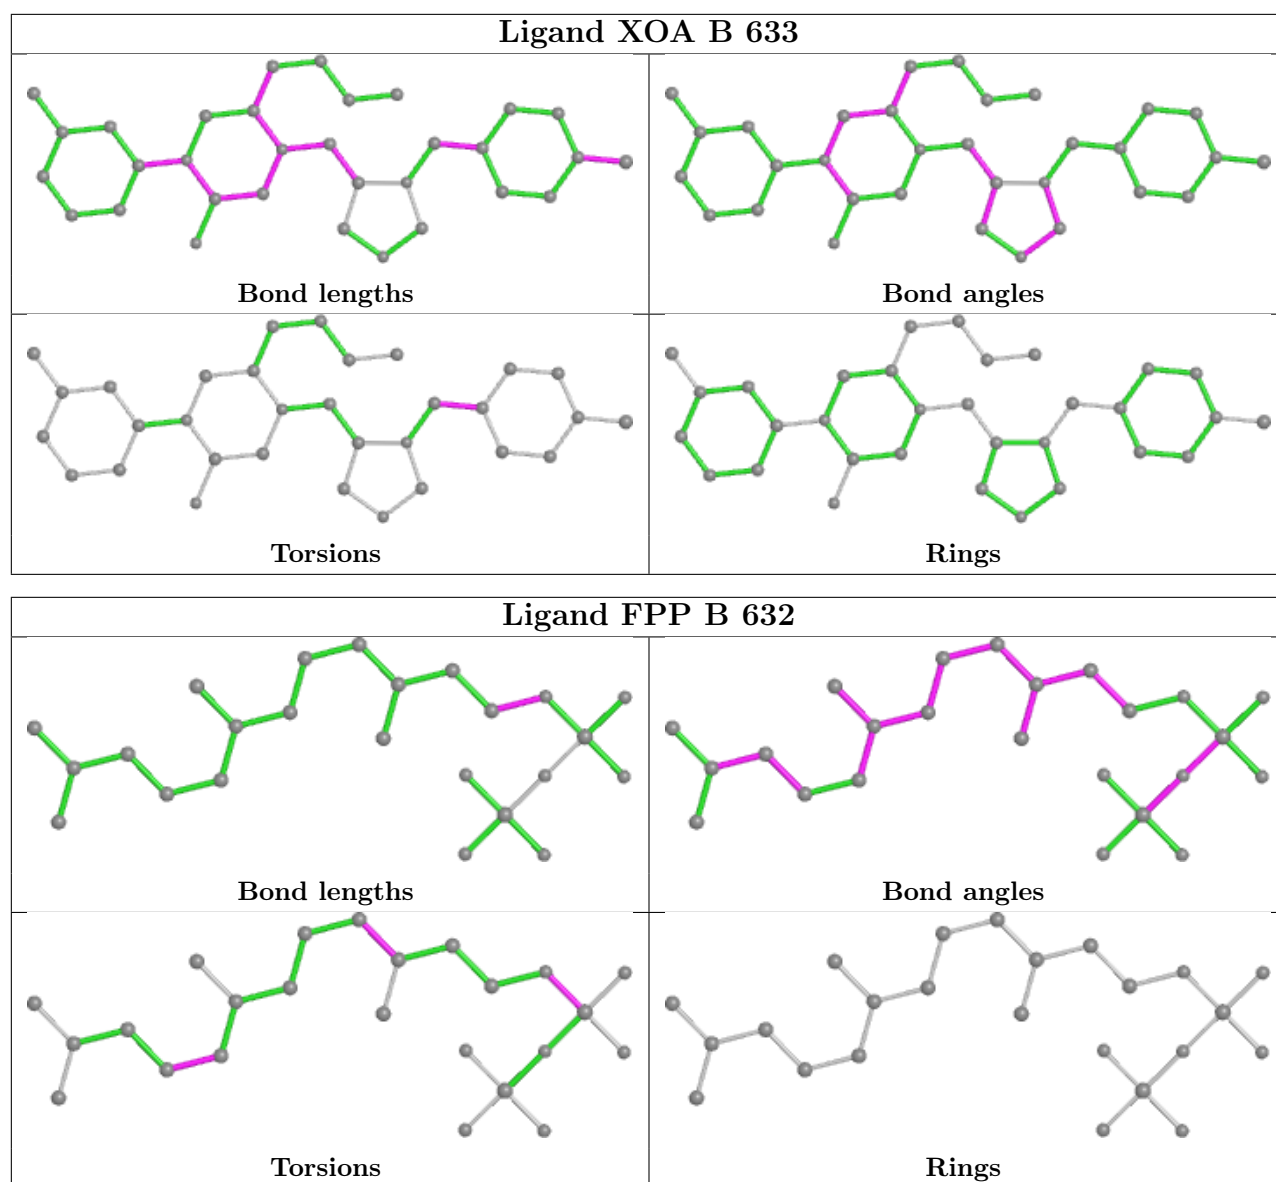 Ligand XOA B 633
Bond lengths
Bond angles
Torsions
Rings
Ligand FPP B 632
Bond lengths
Bond angles
Torsions
Rings